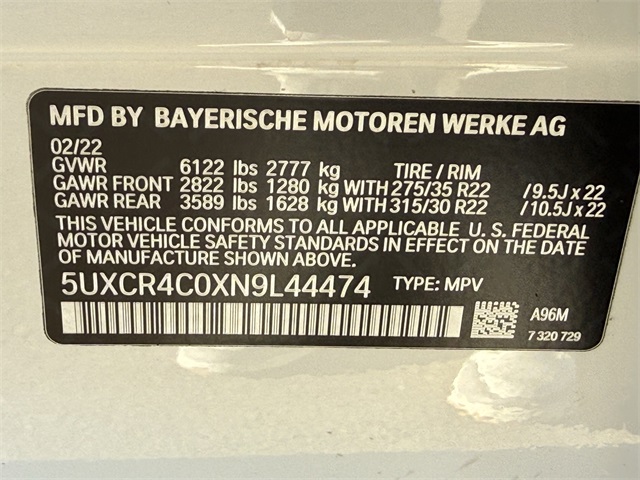 MFD BY BAYERISCHE MOTOREN WERKE AG
02/22
GVWR 6122 lbs 2777 kg TIRE / RIM
GAWR FRONT 2822 lbs 1280 kg WITH 275/35 R22 / 9.5J x 22
GAWR REAR 3589 lbs 1628 kg WITH 315/30 R22 / 10.5J x 22
THIS VEHICLE CONFORMS TO ALL APPLICABLE U. S. FEDERAL
MOTOR VEHICLE SAFETY STANDARDS IN EFFECT ON THE DATE
OF MANUFACTURE SHOWN ABOVE.
5UXCR4C0XN9L44474 TYPE: MPV
A96M
7 320 729